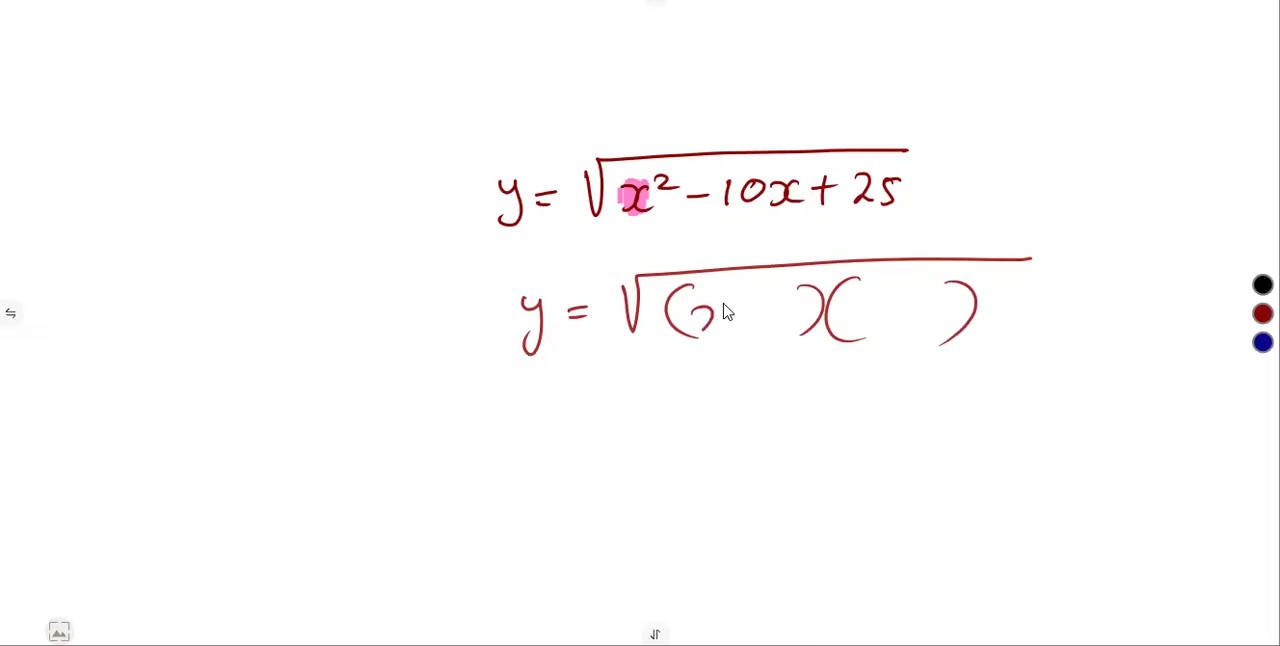 y = √x² - 10x + 25
y = √( )( )